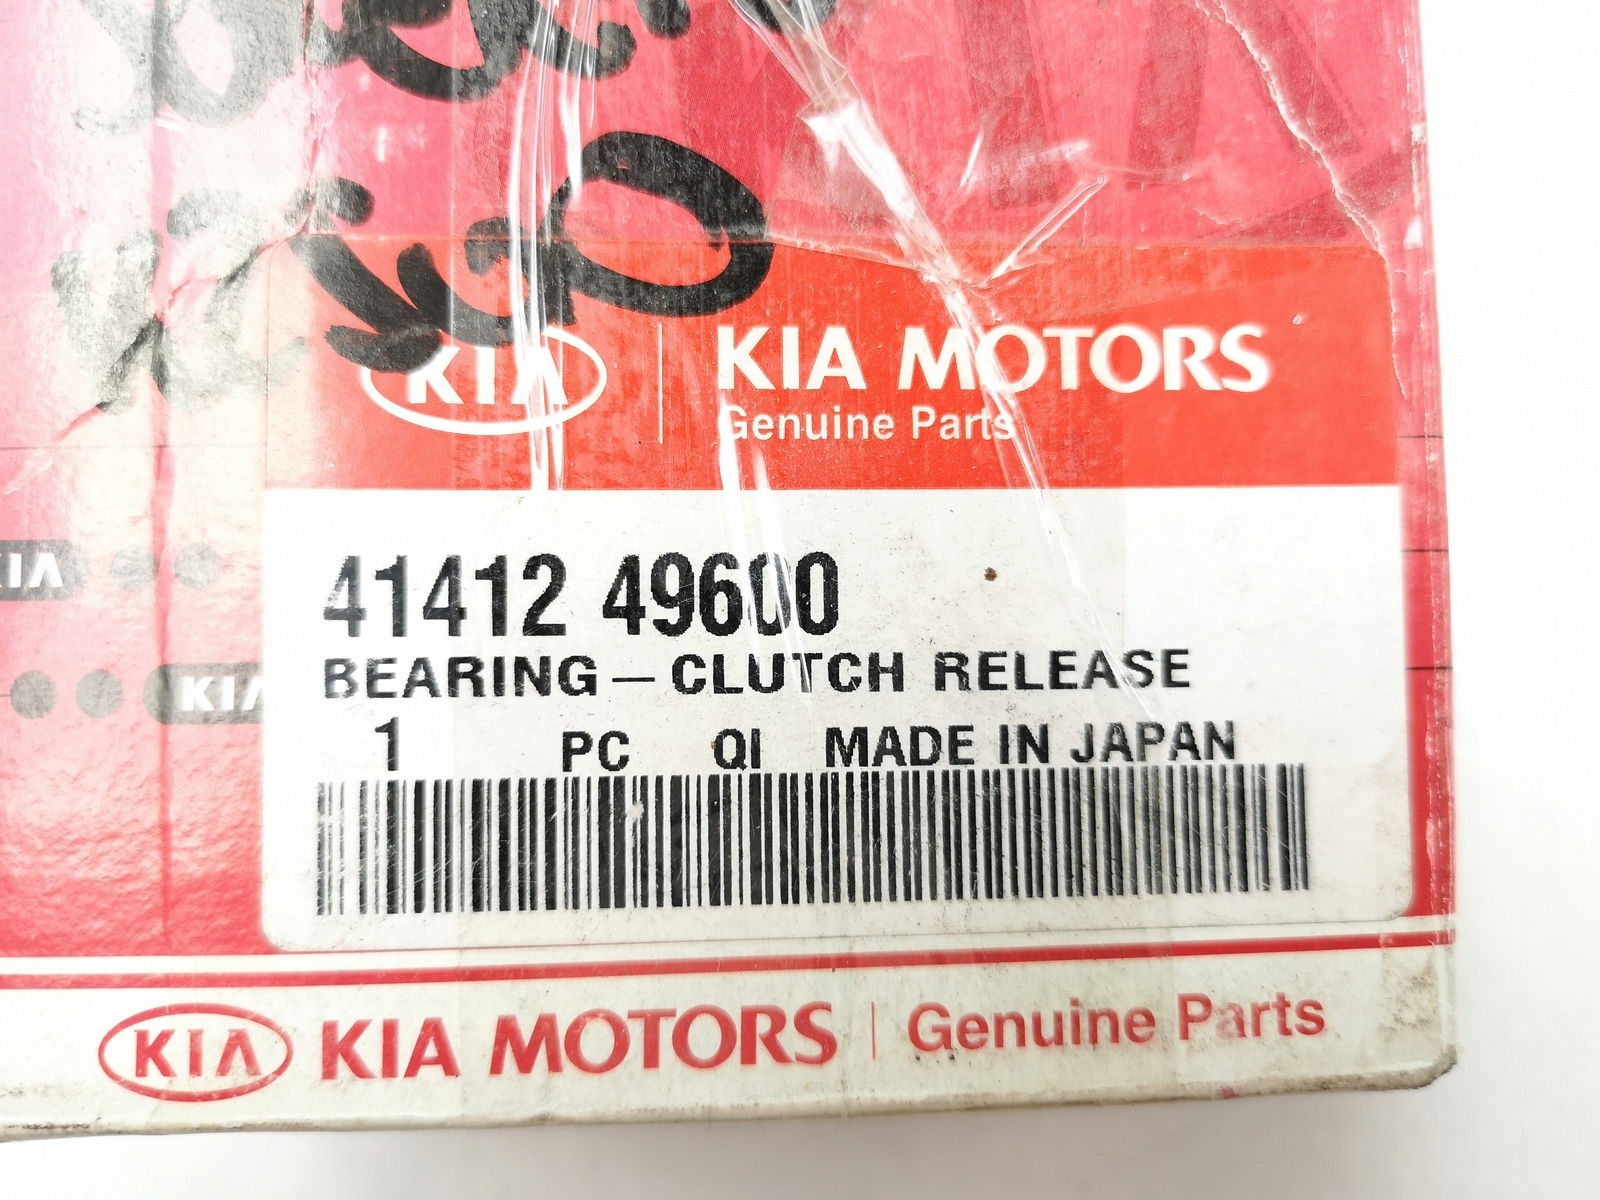 KIA
KIA MOTORS
Genuine Parts
KIA
41412 49600
BEARING-CLUTCH RELEASE
KIA
1 PC QI MADE IN JAPAN
KIA KIA MOTORS | Genuine Parts